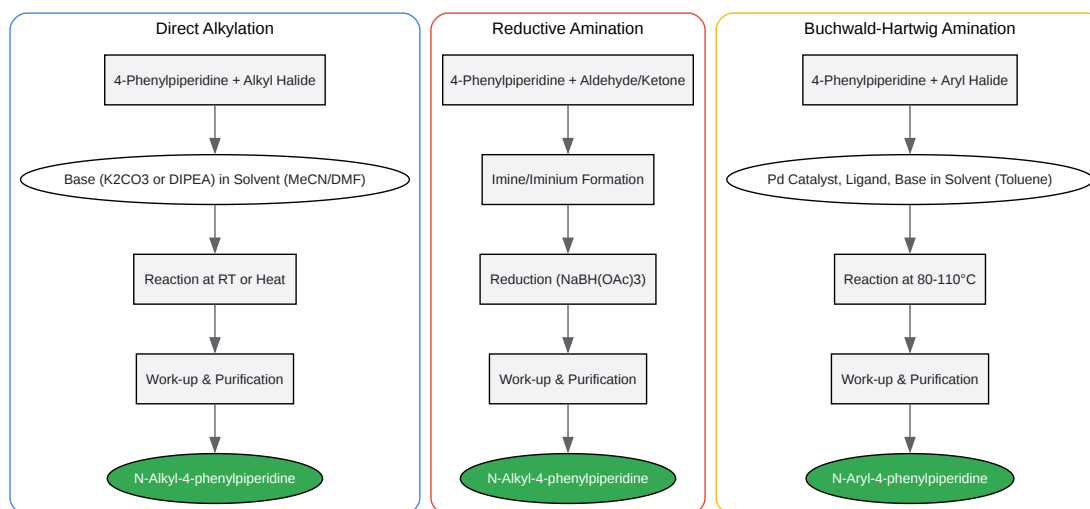 Direct Alkylation
4-Phenylpiperidine + Alkyl Halide
Base (K2CO3 or DIPEA) in Solvent (MeCN/DMF)
Reaction at RT or Heat
Work-up & Purification
N-Alkyl-4-phenylpiperidine
Reductive Amination
4-Phenylpiperidine + Aldehyde/Ketone
Imine/Iminium Formation
Reduction (NaBH(OAc)3)
Work-up & Purification
N-Alkyl-4-phenylpiperidine
Buchwald-Hartwig Amination
4-Phenylpiperidine + Aryl Halide
Pd Catalyst, Ligand, Base in Solvent (Toluene)
Reaction at 80-110°C
Work-up & Purification
N-Aryl-4-phenylpiperidine